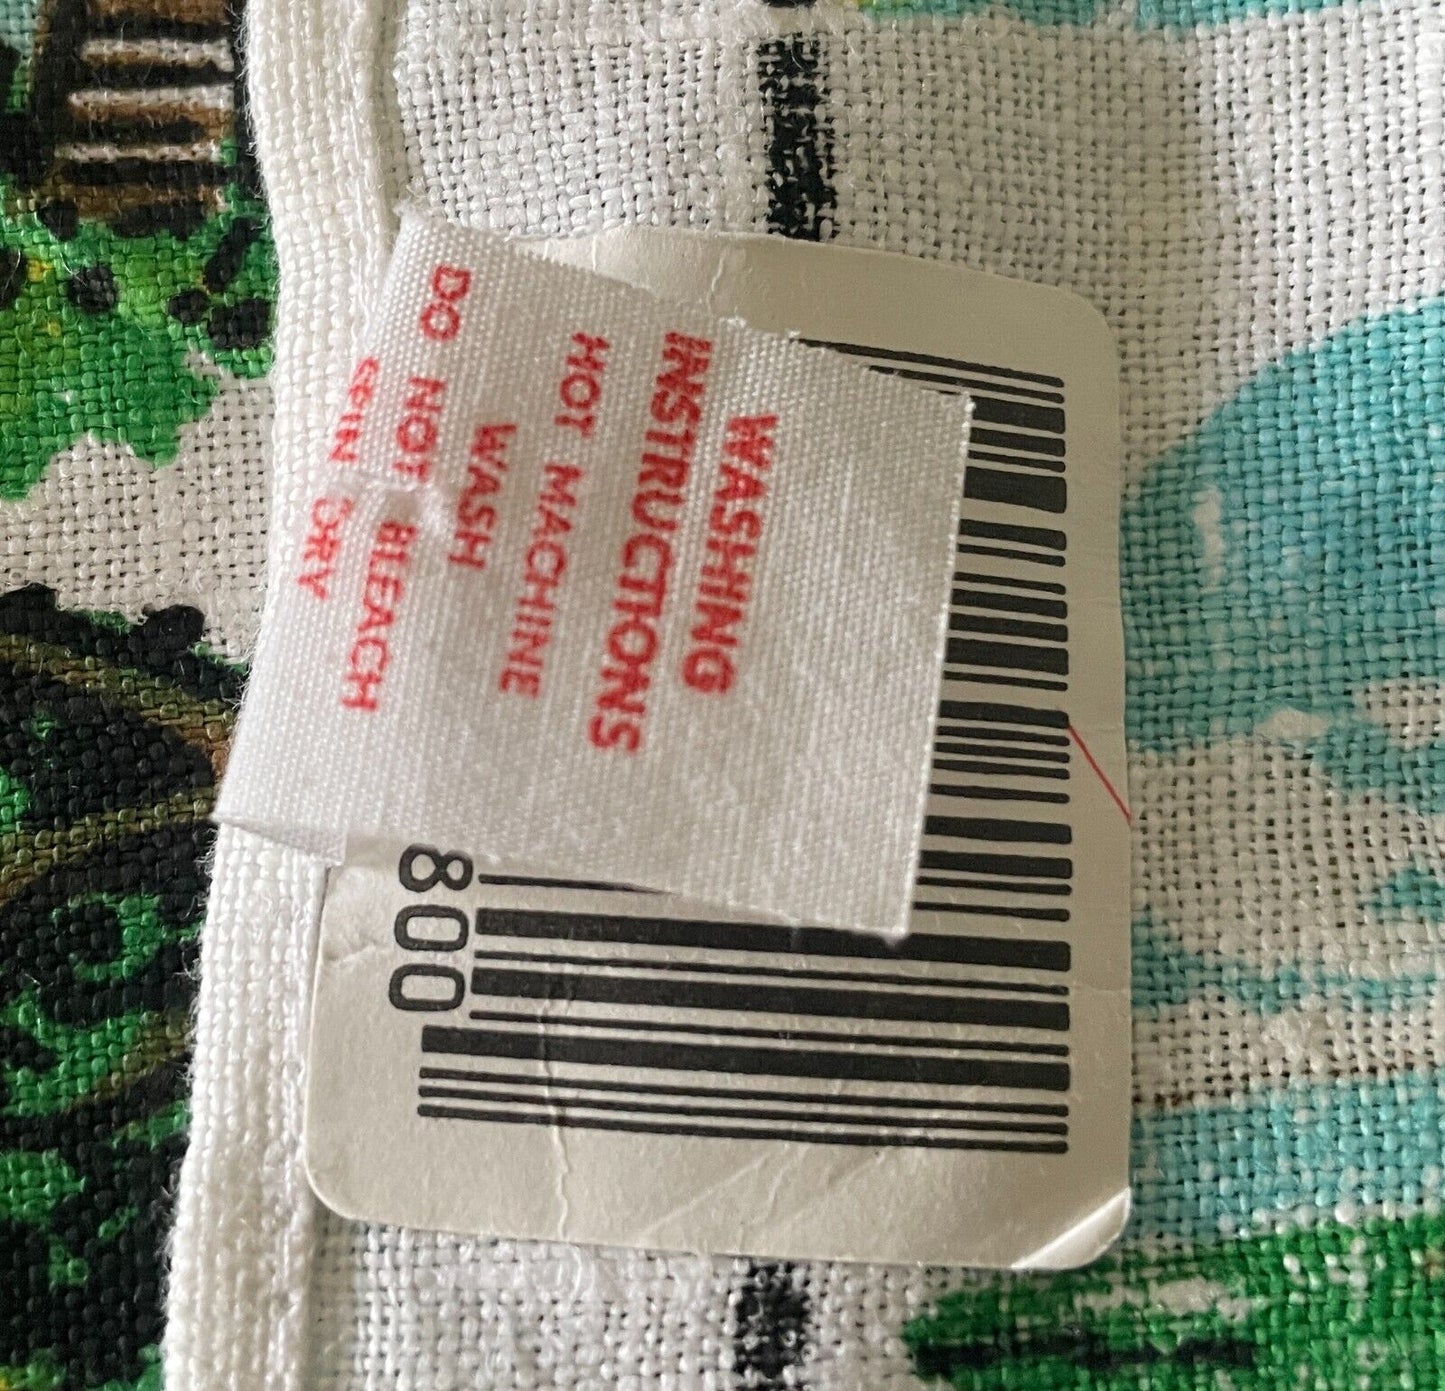 WASHING
INSTRUCTIONS
HOT MACHINE
WASH
DO NOT BLEACH
SPIN DRY
800